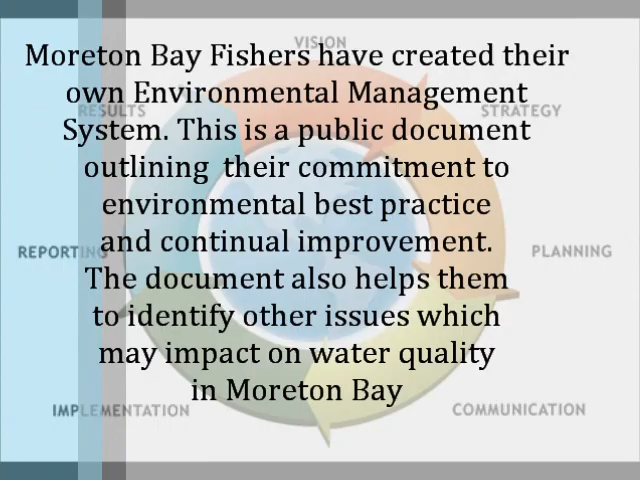 VISION
Moreton Bay Fishers have created their
own Environmental Management
RESULTS
STRATEGY
System. This is a public document
outlining their commitment to
environmental best practice
and continual improvement.
REPORTING
PLANNING
The document also helps them
to identify other issues which
may impact on water quality
in Moreton Bay
IMPLEMENTATION
COMMUNICATION